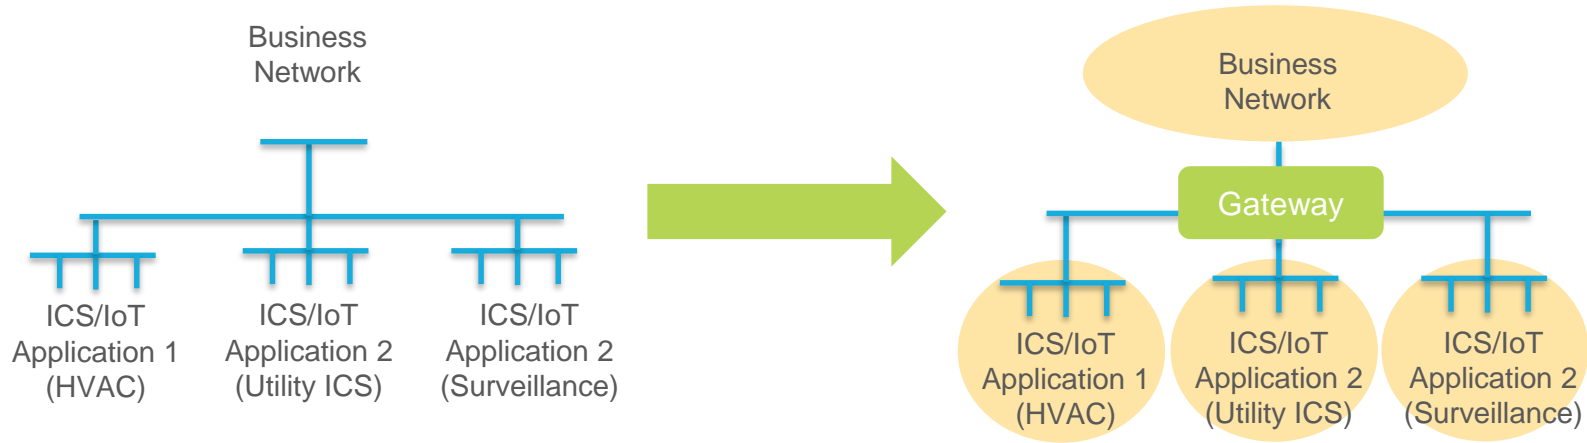 Business
Network
ICS/IoT
Application 1
(HVAC)
ICS/IoT
Application 2
(Utility ICS)
ICS/IoT
Application 2
(Surveillance)
Business
Network
Gateway
ICS/IoT
Application 1
(HVAC)
ICS/IoT
Application 2
(Utility ICS)
ICS/IoT
Application 2
(Surveillance)